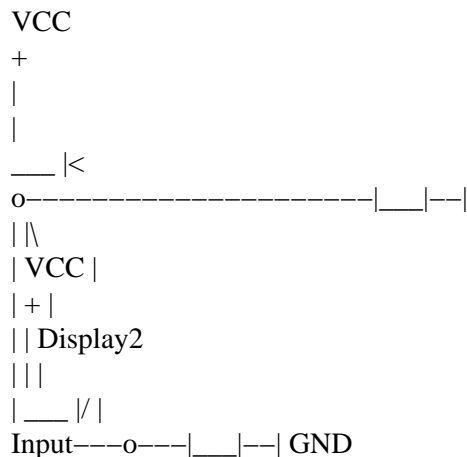 VCC
+
|
|
___ |<
o−−−−−−−−−−−−−−−−−−−−−|___|−−|
| |\
| VCC |
| + |
| | Display2
| | |
| ___ |/ |
Input−−−o−−−|___|−−| GND